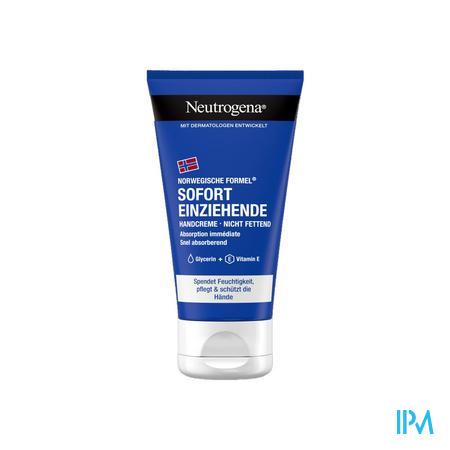 Neutrogena®
MIT DERMATOLOGEN ENTWICKELT
NORWEGISCHE FORMEL®
SOFORT
EINZIEHENDE
HANDCREME · NICHT FETTEND
Absorption immédiate
Snel absorberend
Glycerin + E Vitamin E
Spendet Feuchtigkeit,
pflegt & schützt die
Hände
IPM